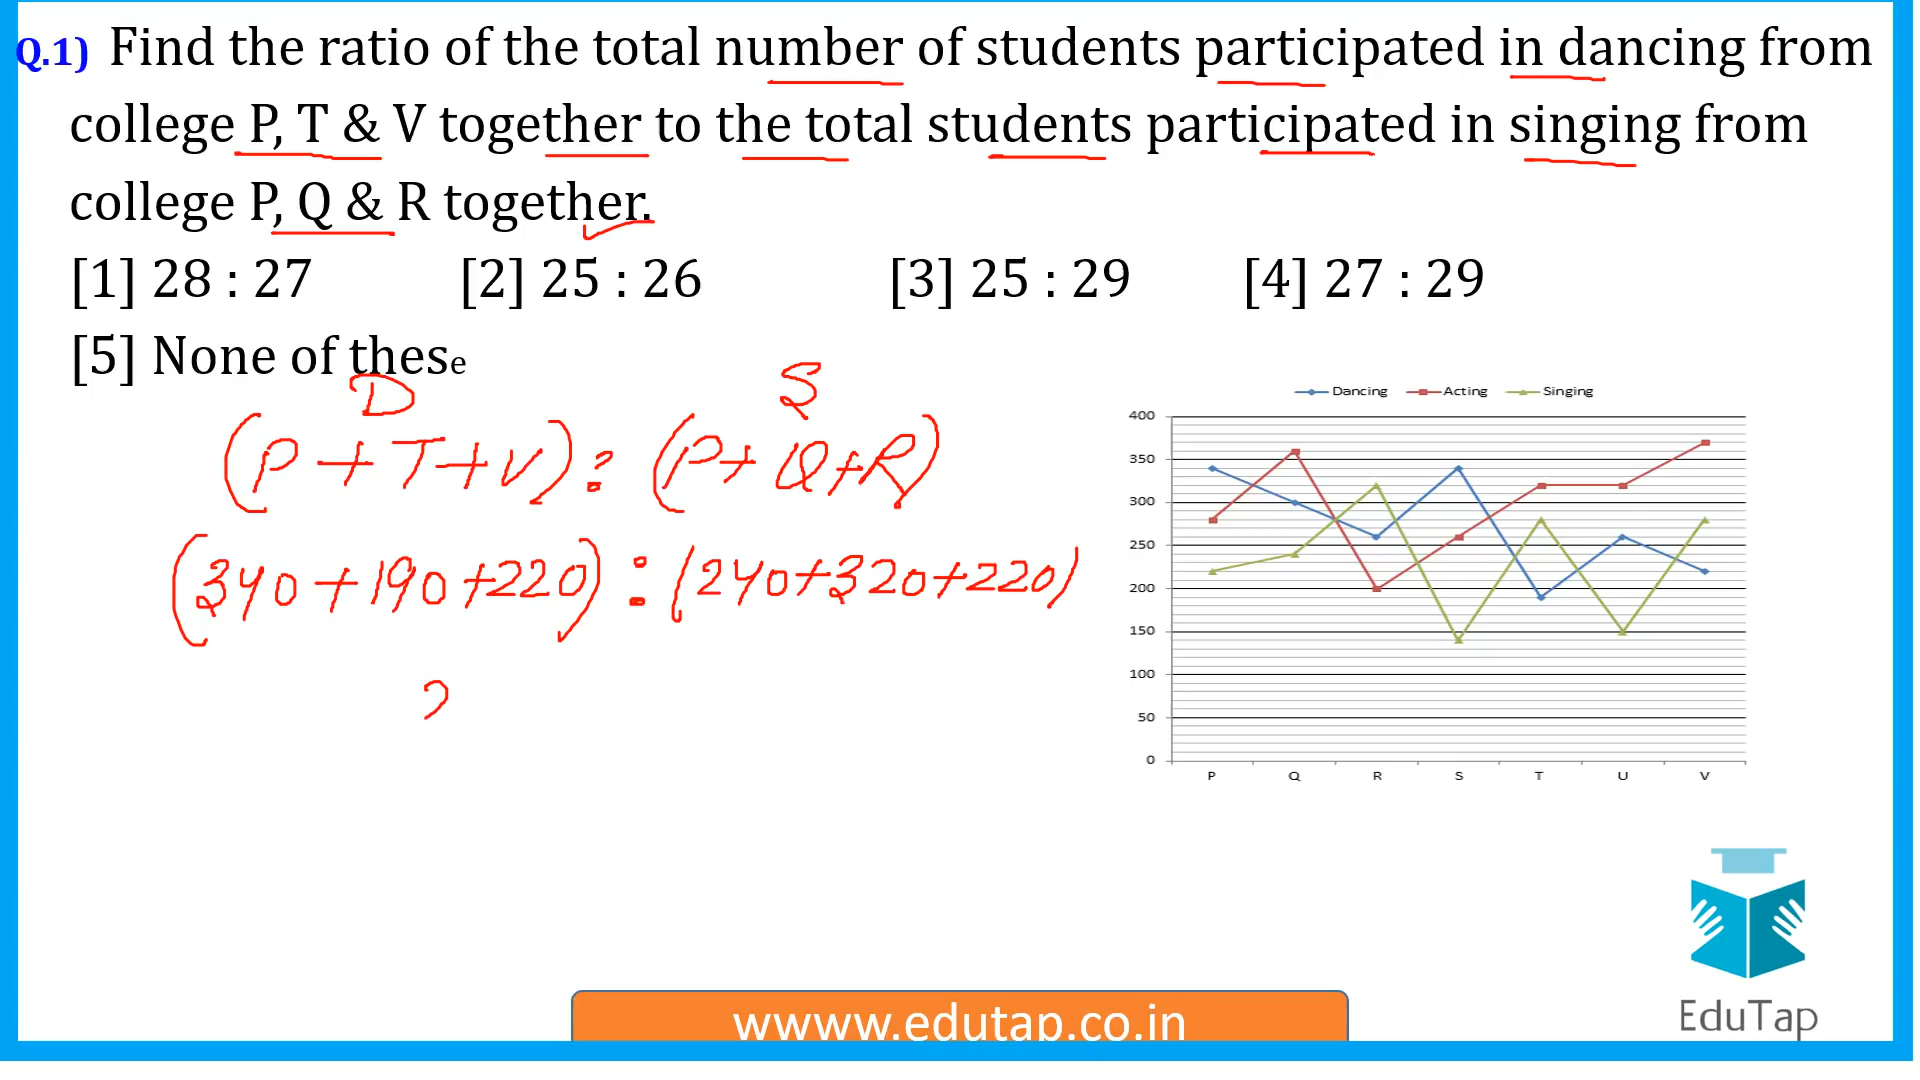 Q.1) Find the ratio of the total number of students participated in dancing from
college P, T & V together to the total students participated in singing from
college P, Q & R together.
[1] 28 : 27 [2] 25 : 26 [3] 25 : 29 [4] 27 : 29
[5] None of these
D S
(P+T+V) : (P+Q+R)
(340+190+220) : (240+320+220)
Dancing Acting Singing
400
350
300
250
200
150
100
50
0
P Q R S T U V
EduTap
wwww.edutap.co.in